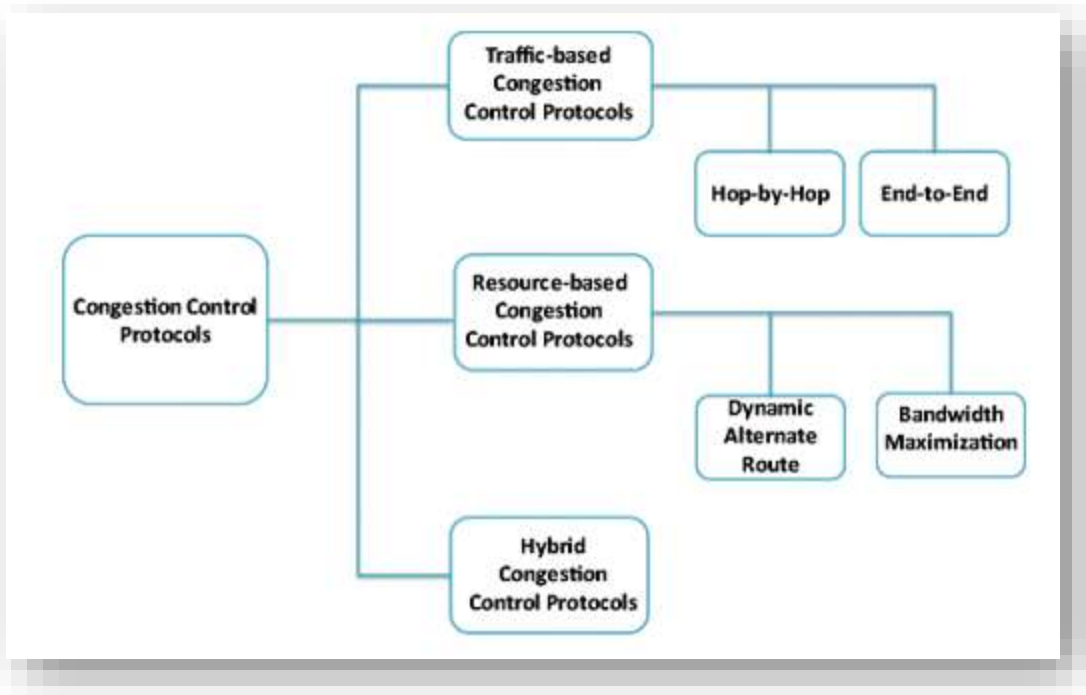 Traffic-based
Congestion
Control Protocols
Hop-by-Hop
End-to-End
Congestion Control
Protocols
Resource-based
Congestion
Control Protocols
Dynamic
Alternate
Route
Bandwidth
Maximization
Hybrid
Congestion
Control Protocols